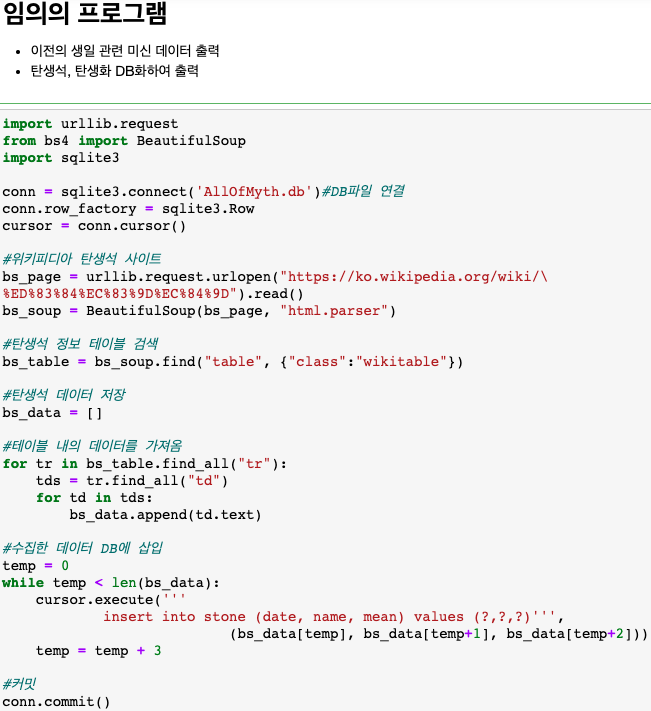 임의의 프로그램
• 이전의 생일 관련 미신 데이터 출력
• 탄생석, 탄생화 DB화하여 출력
import urllib.request
from bs4 import BeautifulSoup
import sqlite3
conn = sqlite3.connect('AllOfMyth.db')#DB파일 연결
conn.row_factory = sqlite3.Row
cursor = conn.cursor()
#위키피디아 탄생석 사이트
bs_page = urllib.request.urlopen("https://ko.wikipedia.org/wiki/\
%ED%83%84%EC%83%9D%EC%84%9D").read()
bs_soup = BeautifulSoup(bs_page, "html.parser")
#탄생석 정보 테이블 검색
bs_table = bs_soup.find("table", {"class":"wikitable"})
#탄생석 데이터 저장
bs_data = []
#테이블 내의 데이터를 가져옴
for tr in bs_table.find_all("tr"):
    tds = tr.find_all("td")
    for td in tds:
        bs_data.append(td.text)
#수집한 데이터 DB에 삽입
temp = 0
while temp < len(bs_data):
    cursor.execute('''
            insert into stone (date, name, mean) values (?,?,?)''',
                           (bs_data[temp], bs_data[temp+1], bs_data[temp+2]))
    temp = temp + 3
#커밋
conn.commit()